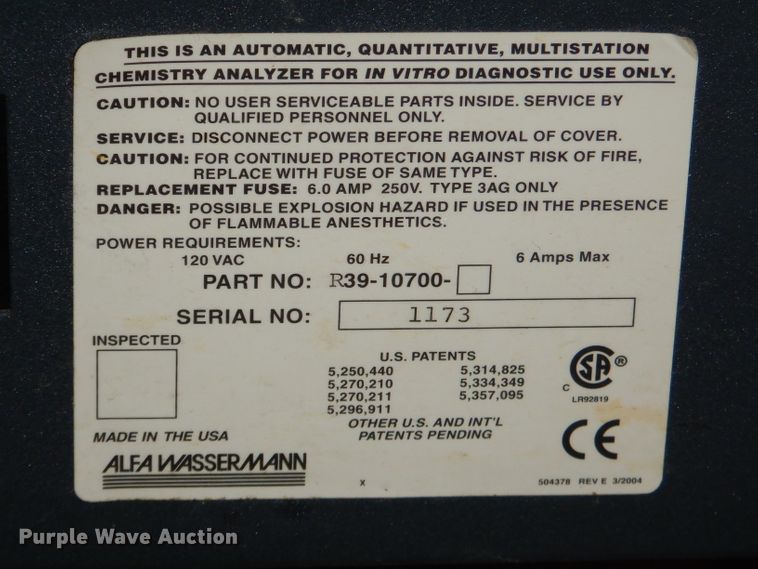 THIS IS AN AUTOMATIC, QUANTITATIVE, MULTISTATION
CHEMISTRY ANALYZER FOR IN VITRO DIAGNOSTIC USE ONLY.
CAUTION: NO USER SERVICEABLE PARTS INSIDE. SERVICE BY
QUALIFIED PERSONNEL ONLY.
SERVICE: DISCONNECT POWER BEFORE REMOVAL OF COVER.
CAUTION: FOR CONTINUED PROTECTION AGAINST RISK OF FIRE,
REPLACE WITH FUSE OF SAME TYPE.
REPLACEMENT FUSE: 6.0 AMP 250V. TYPE 3AG ONLY
DANGER: POSSIBLE EXPLOSION HAZARD IF USED IN THE PRESENCE
OF FLAMMABLE ANESTHETICS.
POWER REQUIREMENTS:
120 VAC 60 Hz 6 Amps Max
PART NO: R39-10700-
SERIAL NO: 1173
INSPECTED
U.S. PATENTS
5,250,440 5,314,825
5,270,210 5,334,349
5,270,211 5,357,095
5,296,911
OTHER U.S. AND INT'L
PATENTS PENDING
C SA ®
LR92819
CE
MADE IN THE USA
ALFA WASSERMANN
X
504378 REV E 3/2004
Purple Wave Auction